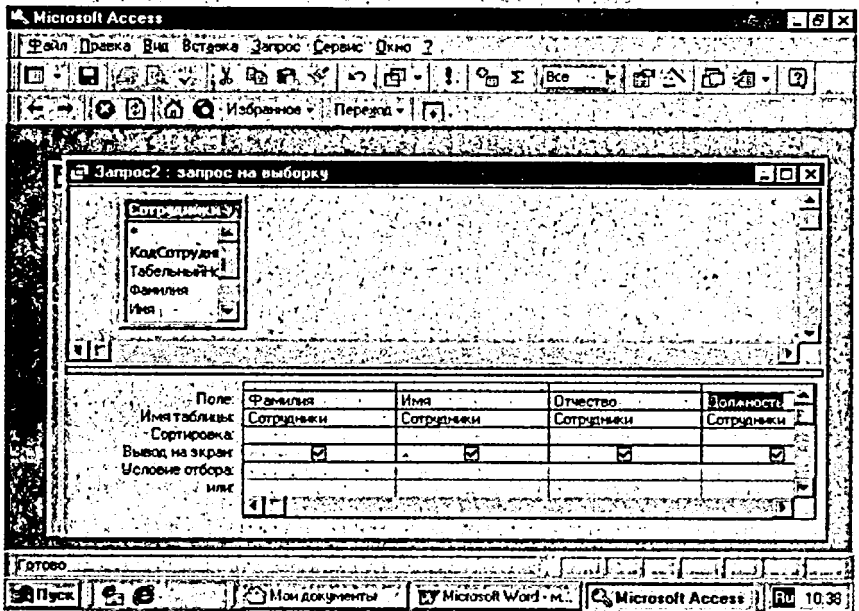 Microsoft Access
Файл Правка Вид Вставка Запрос Сервис Окно ?
Все
Избранное Переход
Запрос2 : запрос на выборку
Сотрудники
*
КодСотрудн
Табельный
Фамилия
Имя
Поле: Фамилия Имя Отчество Должность
Имя таблицы: Сотрудники Сотрудники Сотрудники Сотрудники
Сортировка:
Вывод на экран:
Условие отбора:
или:
Готово
Пуск Мои документы Microsoft Word - м... Microsoft Access Ru 10:38